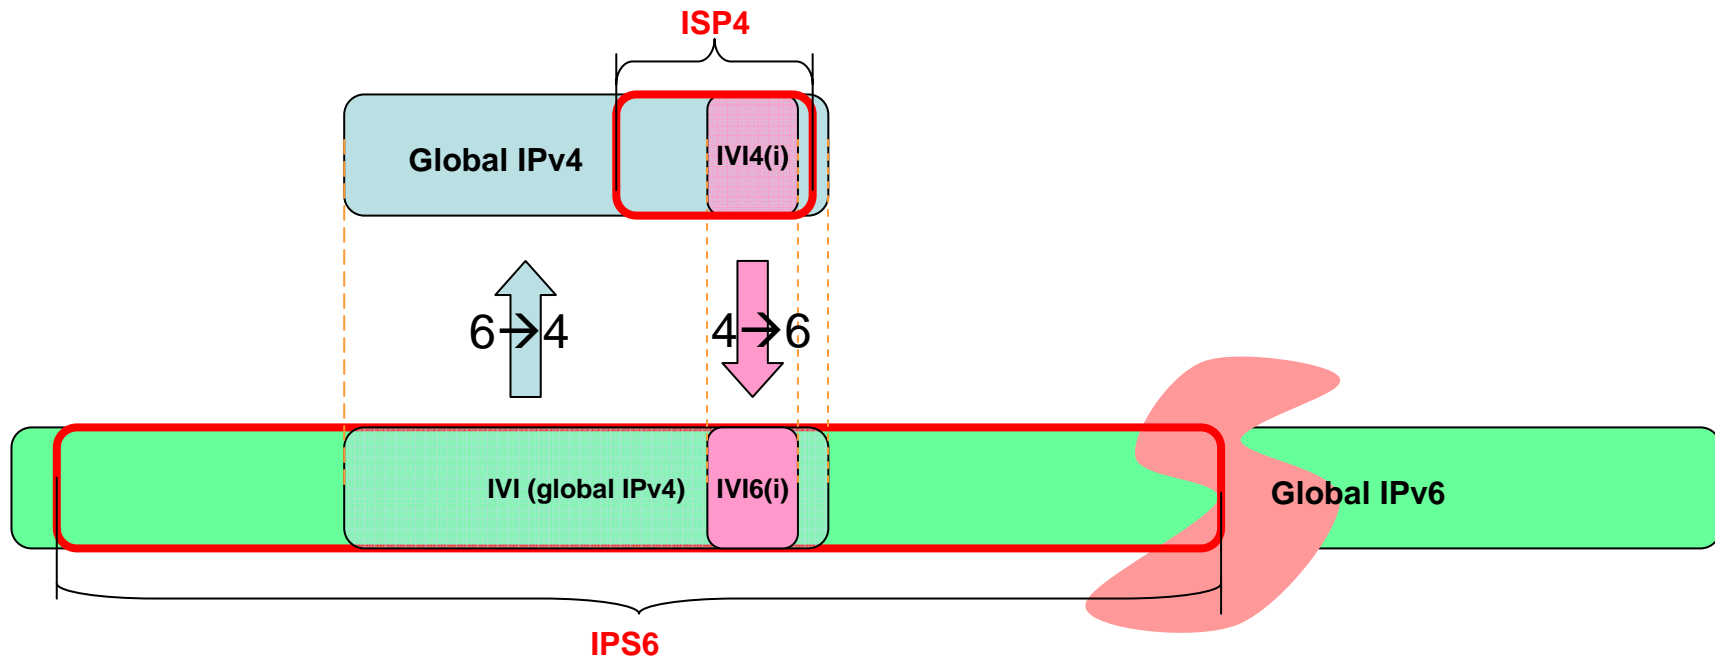 ISP4
Global IPv4
IVI4(i)
6→4
4→6
IVI (global IPv4)
IVI6(i)
Global IPv6
IPS6